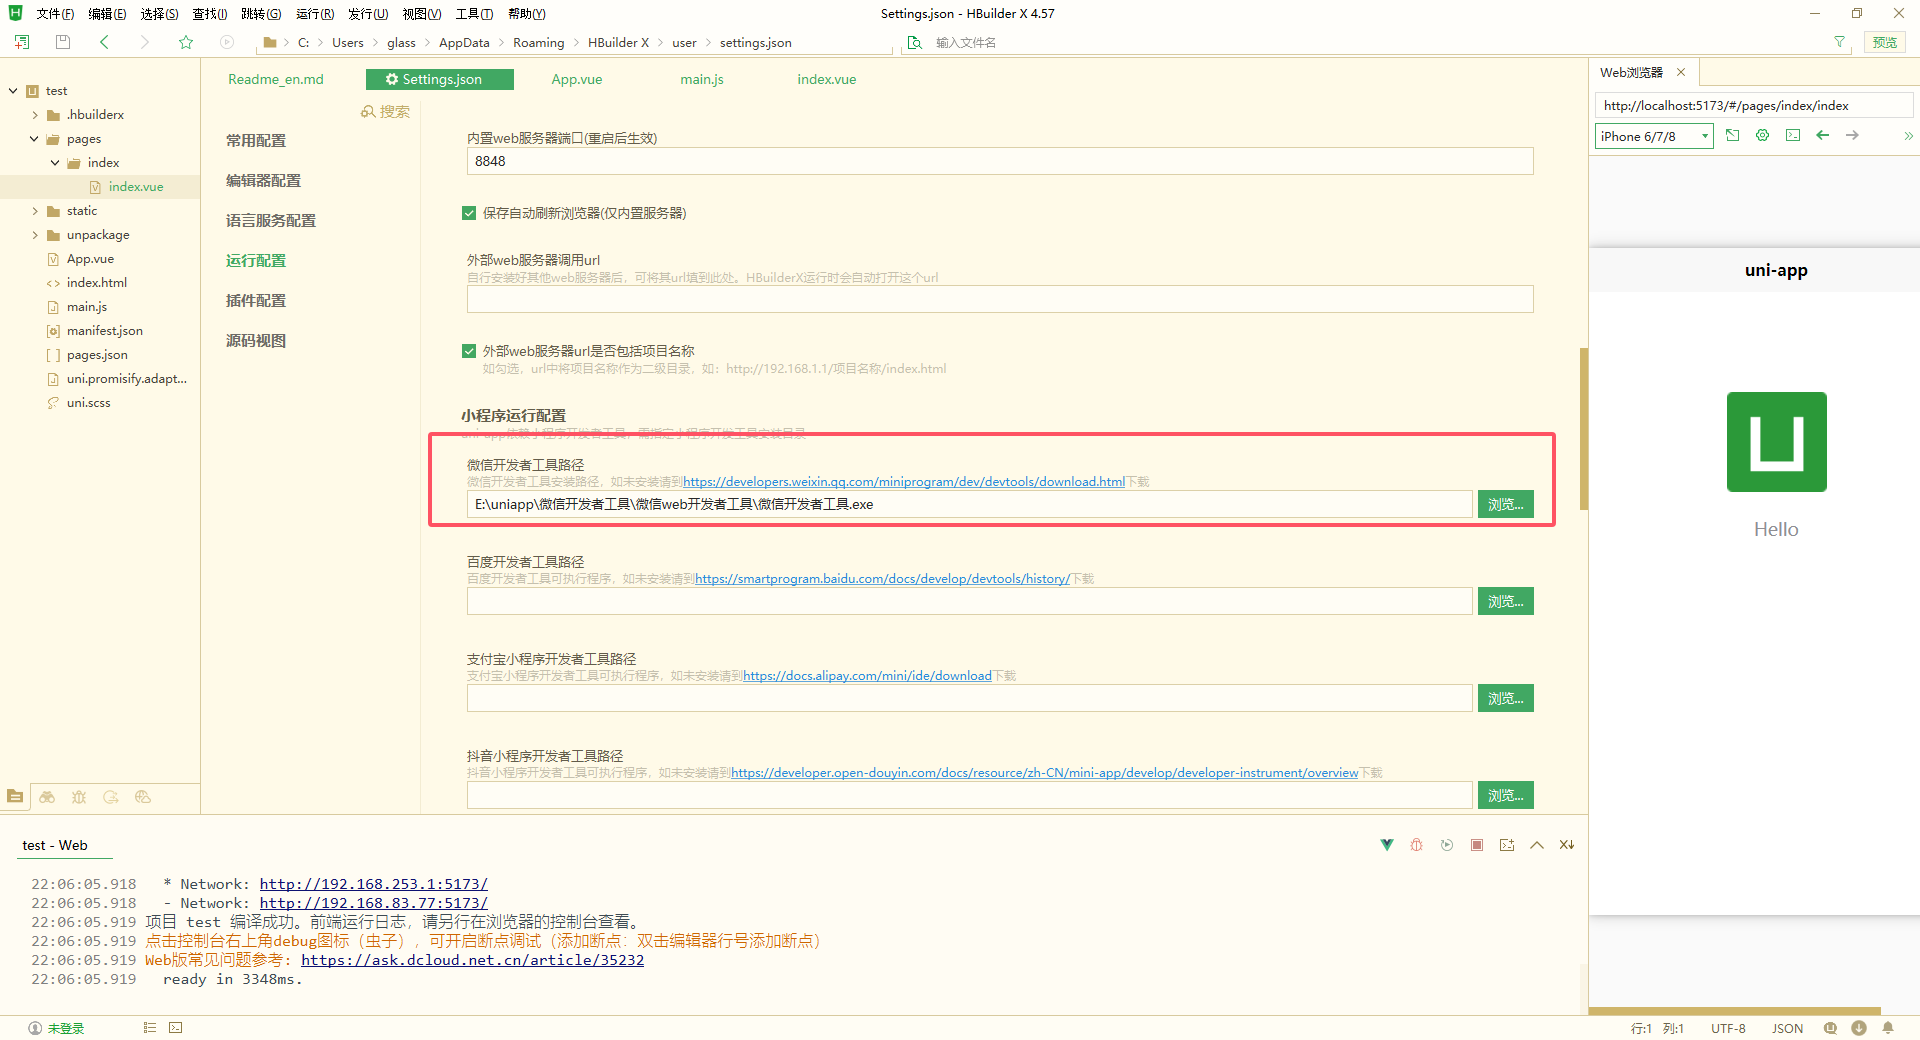 文件(F) 编辑(E) 选择(S) 查找(I) 跳转(G) 运行(R) 发行(U) 视图(V) 工具(T) 帮助(Y) Settings.json - HBuilder X 4.57
C: Users glass AppData Roaming HBuilder X user settings.json 输入文件名 预览
test
.hbuilderx
pages
index
index.vue
static
unpackage
App.vue
index.html
main.js
manifest.json
pages.json
uni.promisify.adapt...
uni.scss
Readme_en.md Settings.json App.vue main.js index.vue
搜索
常用配置
编辑器配置
语言服务配置
运行配置
插件配置
源码视图
内置web服务器端口(重启后生效)
8848
保存自动刷新浏览器(仅内置服务器)
外部web服务器调用url
自行安装好其他web服务器后，可将其url填到此处。HBuilderX运行时会自动打开这个url
外部web服务器url是否包括项目名称
如勾选，url中将项目名称作为二级目录，如：http://192.168.1.1/项目名称/index.html
小程序运行配置
uni-app依赖小程序开发者工具，需指定小程序开发工具安装目录
微信开发者工具路径
微信开发者工具安装路径，如未安装请到https://developers.weixin.qq.com/miniprogram/dev/devtools/download.html下载
E:\uniapp\微信开发者工具\微信web开发者工具\微信开发者工具.exe 浏览...
百度开发者工具路径
百度开发者工具可执行程序，如未安装请到https://smartprogram.baidu.com/docs/develop/devtools/history/下载
浏览...
支付宝小程序开发者工具路径
支付宝小程序开发者工具可执行程序，如未安装请到https://docs.alipay.com/mini/ide/download下载
浏览...
抖音小程序开发者工具路径
抖音小程序开发者工具可执行程序，如未安装请到https://developer.open-douyin.com/docs/resource/zh-CN/mini-app/develop/developer-instrument/overview下载
浏览...
Web浏览器
http://localhost:5173/#/pages/index/index
iPhone 6/7/8
uni-app
Hello
test - Web
22:06:05.918 * Network: http://192.168.253.1:5173/
22:06:05.918 - Network: http://192.168.83.77:5173/
22:06:05.919 项目 test 编译成功。前端运行日志，请另行在浏览器的控制台查看。
22:06:05.919 点击控制台右上角debug图标（虫子），可开启断点调试（添加断点：双击编辑器行号添加断点）
22:06:05.919 Web版常见问题参考: https://ask.dcloud.net.cn/article/35232
22:06:05.919 ready in 3348ms.
未登录 行:1 列:1 UTF-8 JSON